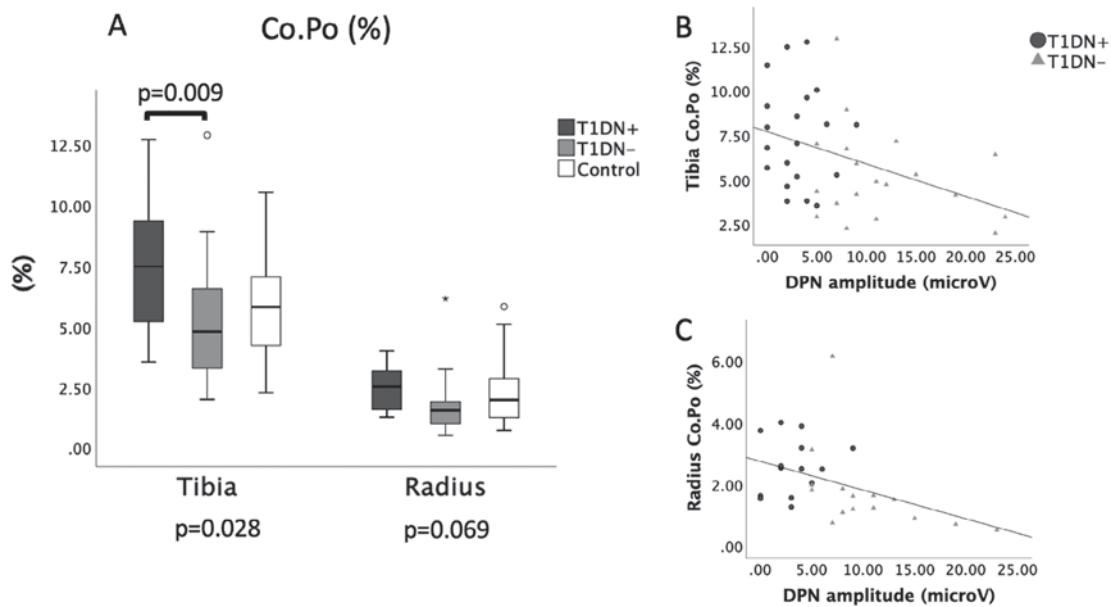 A
Co.Po (%)
p=0.009
T1DN+
T1DN−
Control
(%)
12.50
10.00
7.50
5.00
2.50
.00
Tibia
Radius
p=0.028
p=0.069
B
T1DN+
T1DN−
Tibia Co.Po (%)
12.50
10.00
7.50
5.00
2.50
.00 5.00 10.00 15.00 20.00 25.00
DPN amplitude (microV)
C
Radius Co.Po (%)
6.00
4.00
2.00
.00
.00 5.00 10.00 15.00 20.00 25.00
DPN amplitude (microV)